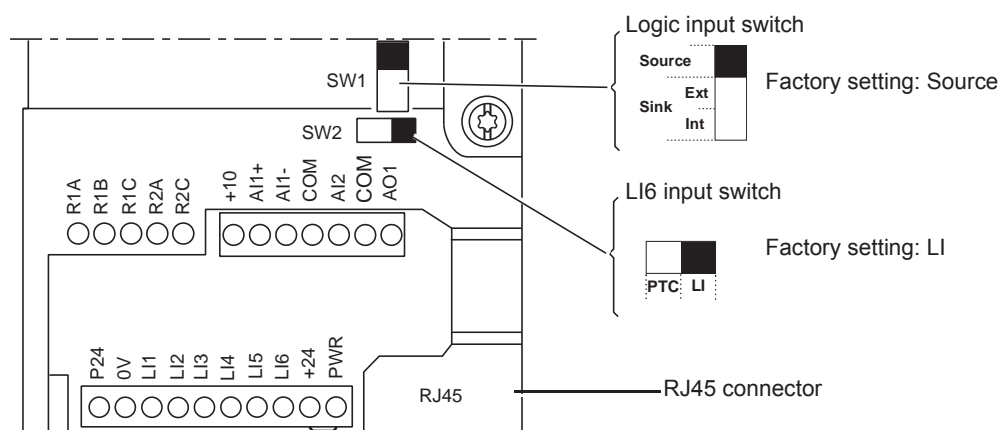 Logic input switch
Source
Sink
Ext
Int
Factory setting: Source
SW1
SW2
LI6 input switch
PTC LI
Factory setting: LI
R1A R1B R1C R2A R2C
+10 AI1+ AI1- COM AI2 COM AO1
P24 0V LI1 LI2 LI3 LI4 LI5 LI6 +24 PWR
RJ45
RJ45 connector